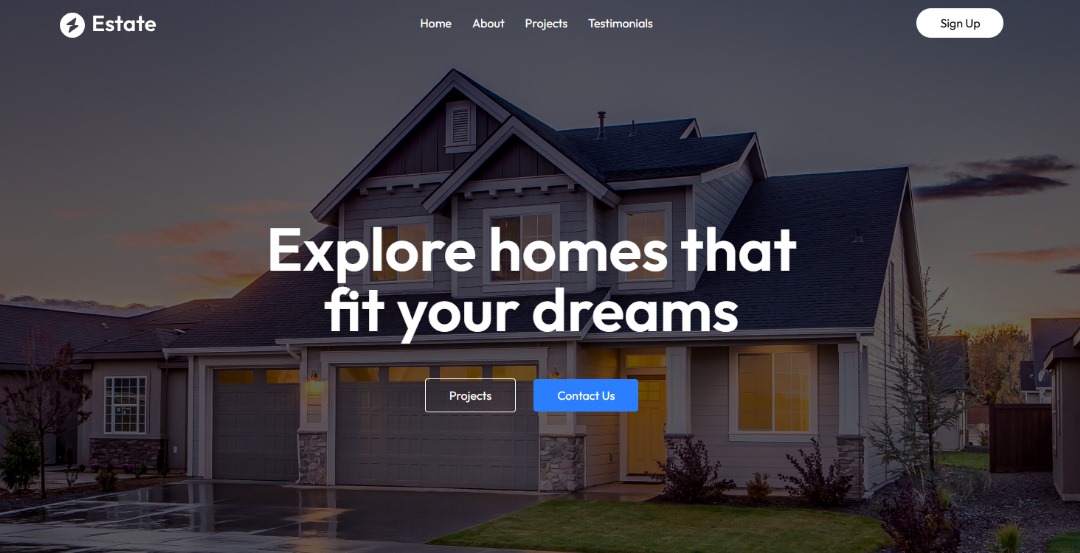 Estate
Home About Projects Testimonials
Sign Up
Explore homes that
fit your dreams
Projects
Contact Us